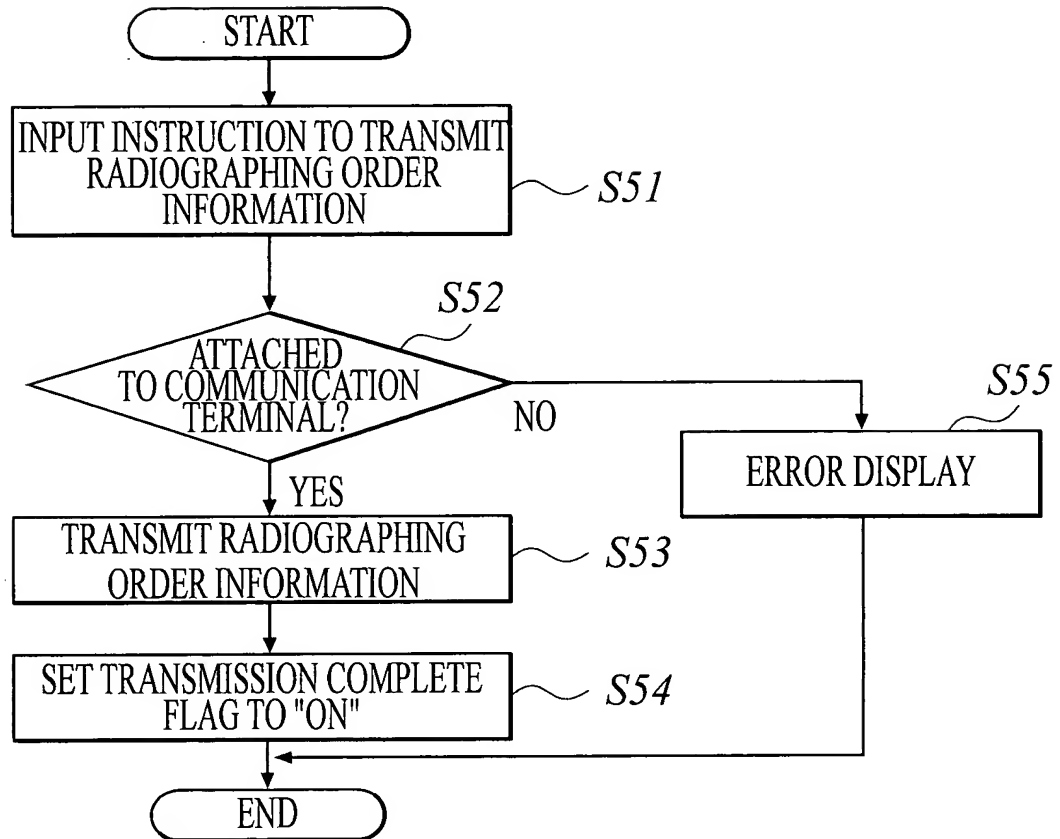 START
INPUT INSTRUCTION TO TRANSMIT
RADIOGRAPHING ORDER
INFORMATION
S51
S52
ATTACHED
TO COMMUNICATION
TERMINAL?
NO
S55
ERROR DISPLAY
YES
TRANSMIT RADIOGRAPHING
ORDER INFORMATION
S53
SET TRANSMISSION COMPLETE
FLAG TO "ON"
S54
END